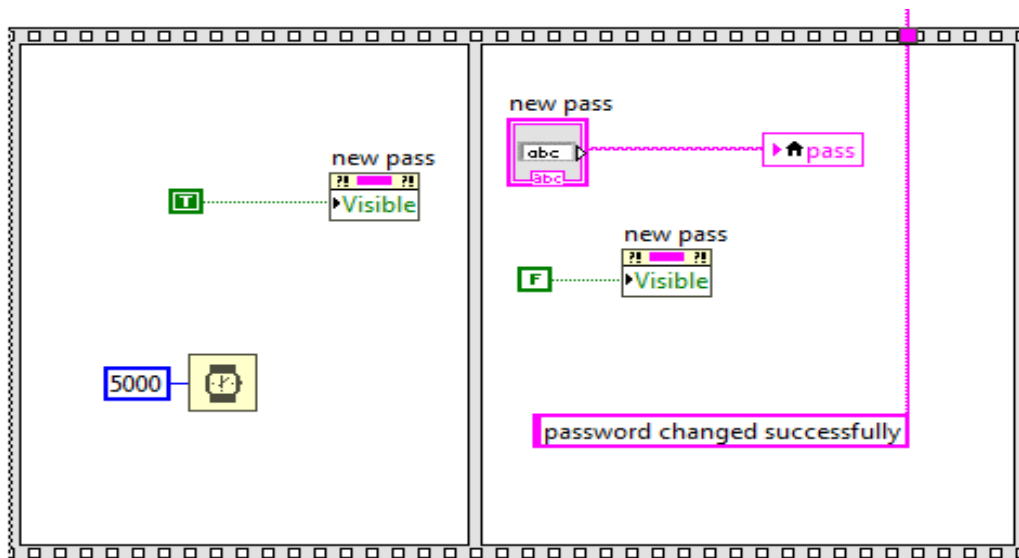 new pass
T
?! ?!
Visible
5000
new pass
abc
abc
pass
new pass
F
?! ?!
Visible
password changed successfully